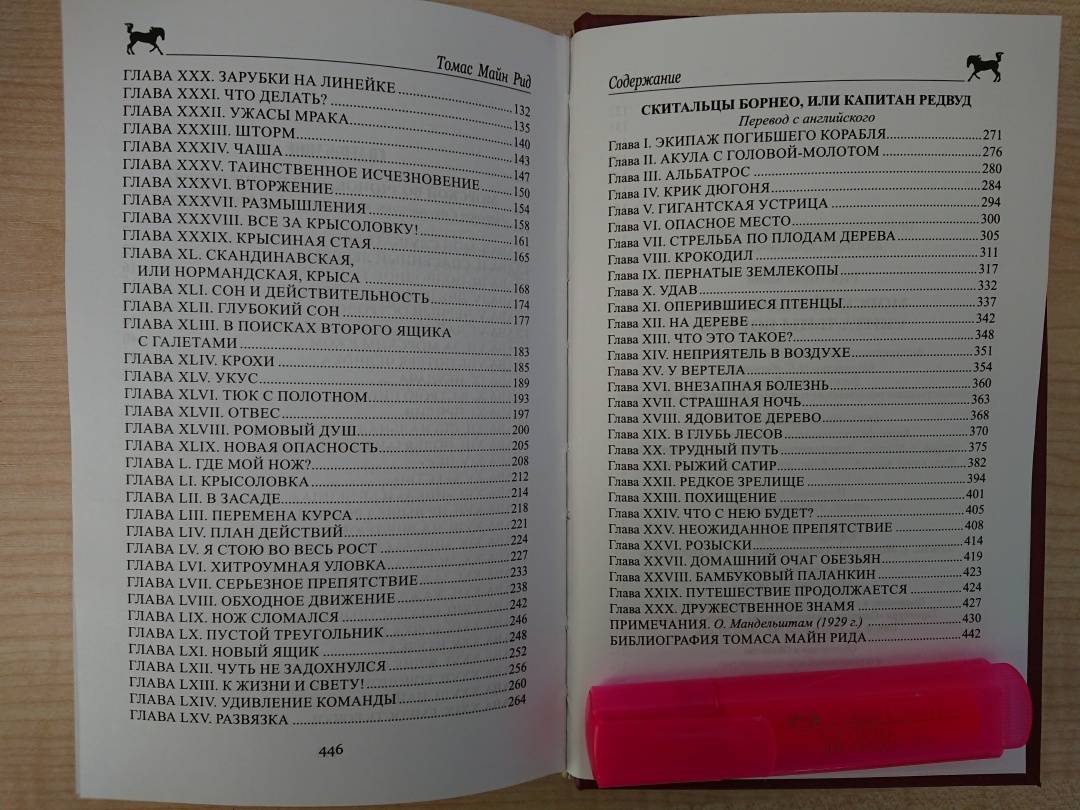 Томас Майн Рид
ГЛАВА XXX. ЗАРУБКИ НА ЛИНЕЙКЕ 132
ГЛАВА XXXI. ЧТО ДЕЛАТЬ? 135
ГЛАВА XXXII. УЖАСЫ МРАКА 140
ГЛАВА XXXIII. ШТОРМ 143
ГЛАВА XXXIV. ЧАША 147
ГЛАВА XXXV. ТАИНСТВЕННОЕ ИСЧЕЗНОВЕНИЕ 150
ГЛАВА XXXVI. ВТОРЖЕНИЕ 154
ГЛАВА XXXVII. РАЗМЫШЛЕНИЯ 158
ГЛАВА XXXVIII. ВСЕ ЗА КРЫСОЛОВКУ! 161
ГЛАВА XXXIX. КРЫСИНАЯ СТАЯ 165
ГЛАВА XL. СКАНДИНАВСКАЯ,
ИЛИ НОРМАНДСКАЯ, КРЫСА 168
ГЛАВА XLI. СОН И ДЕЙСТВИТЕЛЬНОСТЬ 174
ГЛАВА XLII. ГЛУБОКИЙ СОН 177
ГЛАВА XLIII. В ПОИСКАХ ВТОРОГО ЯЩИКА
С ГАЛЕТАМИ 183
ГЛАВА XLIV. КРОХИ 185
ГЛАВА XLV. УКУС 189
ГЛАВА XLVI. ТЮК С ПОЛОТНОМ 193
ГЛАВА XLVII. ОТВЕС 197
ГЛАВА XLVIII. РОМОВЫЙ ДУШ 200
ГЛАВА XLIX. НОВАЯ ОПАСНОСТЬ 205
ГЛАВА L. ГДЕ МОЙ НОЖ? 208
ГЛАВА LI. КРЫСОЛОВКА 212
ГЛАВА LII. В ЗАСАДЕ 214
ГЛАВА LIII. ПЕРЕМЕНА КУРСА 218
ГЛАВА LIV. ПЛАН ДЕЙСТВИЙ 221
ГЛАВА LV. Я СТОЮ ВО ВЕСЬ РОСТ 224
ГЛАВА LVI. ХИТРОУМНАЯ УЛОВКА 227
ГЛАВА LVII. СЕРЬЕЗНОЕ ПРЕПЯТСТВИЕ 233
ГЛАВА LVIII. ОБХОДНОЕ ДВИЖЕНИЕ 238
ГЛАВА LIX. НОЖ СЛОМАЛСЯ 242
ГЛАВА LX. ПУСТОЙ ТРЕУГОЛЬНИК 246
ГЛАВА LXI. НОВЫЙ ЯЩИК 248
ГЛАВА LXII. ЧУТЬ НЕ ЗАДОХНУЛСЯ 252
ГЛАВА LXIII. К ЖИЗНИ И СВЕТУ! 256
ГЛАВА LXIV. УДИВЛЕНИЕ КОМАНДЫ 260
ГЛАВА LXV. РАЗВЯЗКА 264
446
Содержание
СКИТАЛЬЦЫ БОРНЕО, ИЛИ КАПИТАН РЕДВУД
Перевод с английского
Глава I. ЭКИПАЖ ПОГИБШЕГО КОРАБЛЯ 271
Глава II. АКУЛА С ГОЛОВОЙ-МОЛОТОМ 276
Глава III. АЛЬБАТРОС 280
Глава IV. КРИК ДЮГОНЯ 284
Глава V. ГИГАНТСКАЯ УСТРИЦА 294
Глава VI. ОПАСНОЕ МЕСТО 300
Глава VII. СТРЕЛЬБА ПО ПЛОДАМ ДЕРЕВА 305
Глава VIII. КРОКОДИЛ 311
Глава IX. ПЕРНАТЫЕ ЗЕМЛЕКОПЫ 317
Глава X. УДАВ 332
Глава XI. ОПЕРИВШИЕСЯ ПТЕНЦЫ 337
Глава XII. НА ДЕРЕВЕ 342
Глава XIII. ЧТО ЭТО ТАКОЕ? 348
Глава XIV. НЕПРИЯТЕЛЬ В ВОЗДУХЕ 351
Глава XV. У ВЕРТЕЛА 354
Глава XVI. ВНЕЗАПНАЯ БОЛЕЗНЬ 360
Глава XVII. СТРАШНАЯ НОЧЬ 363
Глава XVIII. ЯДОВИТОЕ ДЕРЕВО 368
Глава XIX. В ГЛУБЬ ЛЕСОВ 370
Глава XX. ТРУДНЫЙ ПУТЬ 375
Глава XXI. РЫЖИЙ САТИР 382
Глава XXII. РЕДКОЕ ЗРЕЛИЩЕ 394
Глава XXIII. ПОХИЩЕНИЕ 401
Глава XXIV. ЧТО С НЕЮ БУДЕТ? 405
Глава XXV. НЕОЖИДАННОЕ ПРЕПЯТСТВИЕ 408
Глава XXVI. РОЗЫСКИ 414
Глава XXVII. ДОМАШНИЙ ОЧАГ ОБЕЗЬЯН 419
Глава XXVIII. БАМБУКОВЫЙ ПАЛАНКИН 423
Глава XXIX. ПУТЕШЕСТВИЕ ПРОДОЛЖАЕТСЯ 424
Глава XXX. ДРУЖЕСТВЕННОЕ ЗНАМЯ 427
ПРИМЕЧАНИЯ. О. Мандельштам (1929 г.) 430
БИБЛИОГРАФИЯ ТОМАСА МАЙН РИДА 442